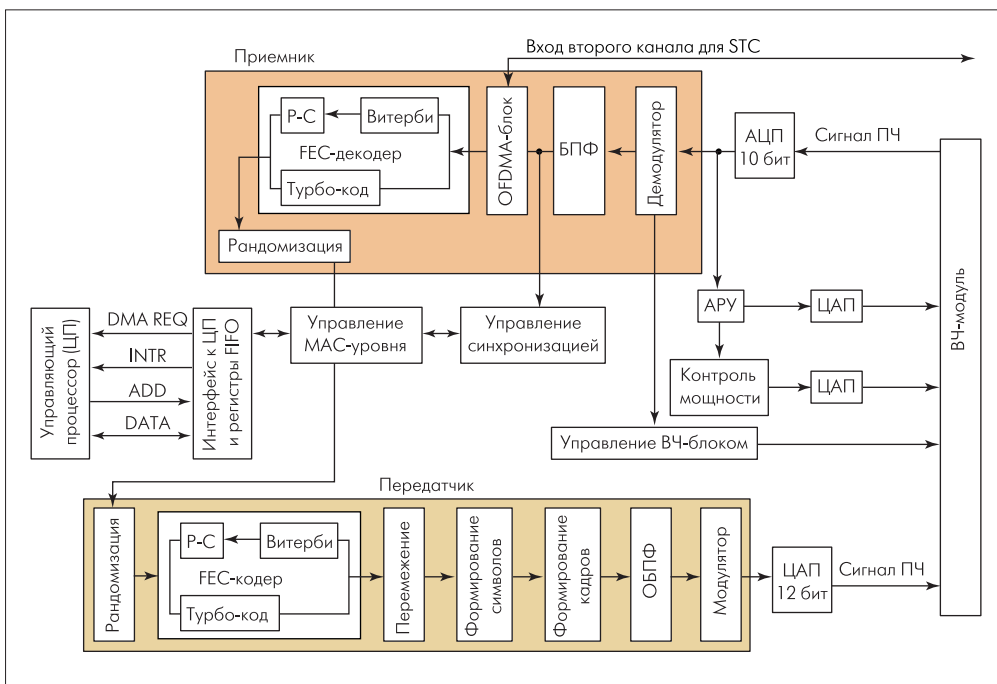 Вход второго канала для STC
Приемник
Р-С
Витерби
FEC-декодер
Турбо-код
Рандомизация
OFDMA-блок
БПФ
Демодулятор
АЦП
10 бит
Сигнал ПЧ
ВЧ-модуль
АРУ
ЦАП
Контроль
мощности
ЦАП
Управление ВЧ-блоком
Управление
синхронизацией
Управление
МАС-уровня
Интерфейс к ЦП
и регистры FIFO
DMA REQ
INTR
ADD
DATA
Управляющий
процессор (ЦП)
Передатчик
Рандомизация
Р-С
Витерби
FEC-кодер
Турбо-код
Перемежение
Формирование
символов
Формирование
кадров
ОБПФ
Модулятор
ЦАП
12 бит
Сигнал ПЧ